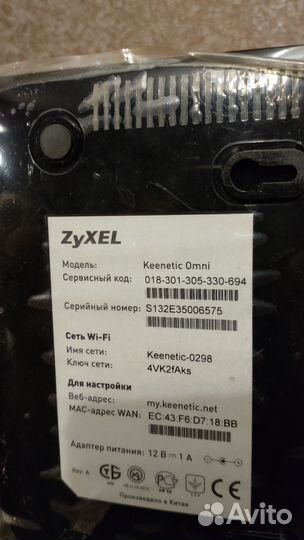 ZyXEL
Модель: Keenetic Omni
Сервисный код: 018-301-305-330-694
Серийный номер: S132E35006575
Сеть Wi-Fi
Имя сети: Keenetic-0298
Ключ сети: 4VK2fAks
Для настройки
Веб-адрес: my.keenetic.net
MAC-адрес WAN: EC:43:F6:D7:18:BB
Адаптер питания: 12 В 1 А
Rev. A
Произведено в Китае
Avito